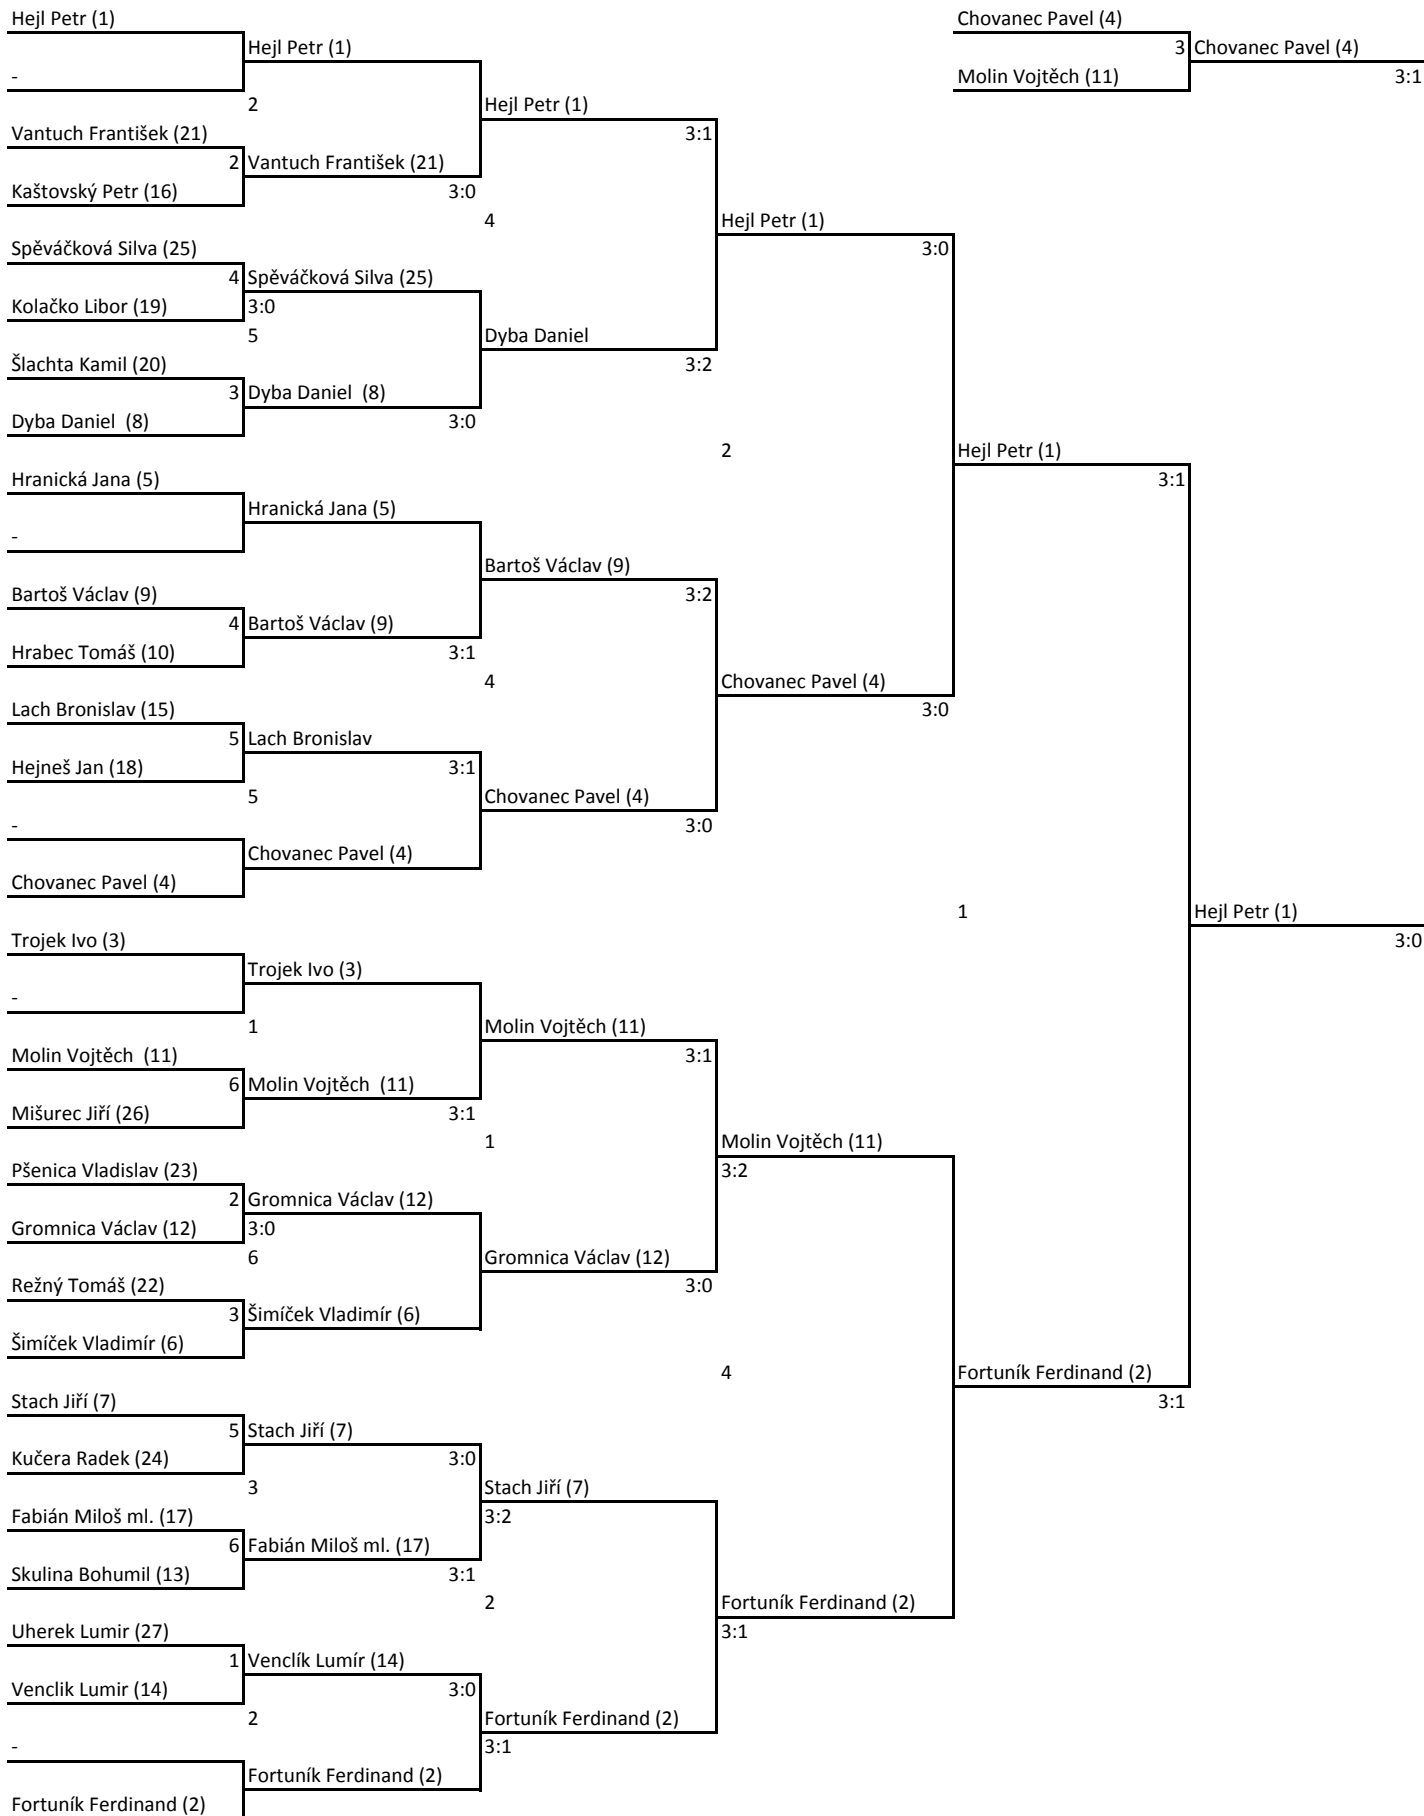 Hejl Petr (1)
Chovanec Pavel (4)
Hejl Petr (1)
3 Chovanec Pavel (4)
-
Molin Vojtěch (11)
3:1
2
Hejl Petr (1)
Vantuch František (21)
3:1
2 Vantuch František (21)
Kaštovský Petr (16)
3:0
4
Hejl Petr (1)
Spěváčková Silva (25)
3:0
4 Spěváčková Silva (25)
Kolačko Libor (19)
3:0
5
Dyba Daniel
Šlachta Kamil (20)
3:2
3 Dyba Daniel  (8)
Dyba Daniel  (8)
3:0
2
Hejl Petr (1)
Hranická Jana (5)
3:1
Hranická Jana (5)
-
Bartoš Václav (9)
Bartoš Václav (9)
3:2
4 Bartoš Václav (9)
Hrabec Tomáš (10)
3:1
4
Chovanec Pavel (4)
Lach Bronislav (15)
3:0
5 Lach Bronislav
Hejneš Jan (18)
3:1
5
Chovanec Pavel (4)
-
3:0
Chovanec Pavel (4)
Chovanec Pavel (4)
1
Hejl Petr (1)
Trojek Ivo (3)
3:0
Trojek Ivo (3)
-
1
Molin Vojtěch (11)
Molin Vojtěch  (11)
3:1
6 Molin Vojtěch  (11)
Mišurec Jiří (26)
3:1
1
Molin Vojtěch (11)
Pšenica Vladislav (23)
3:2
2 Gromnica Václav (12)
Gromnica Václav (12)
3:0
6
Gromnica Václav (12)
Režný Tomáš (22)
3:0
3 Šimíček Vladimír (6)
Šimíček Vladimír (6)
4
Fortuník Ferdinand (2)
Stach Jiří (7)
3:1
5 Stach Jiří (7)
Kučera Radek (24)
3:0
3
Stach Jiří (7)
Fabián Miloš ml. (17)
3:2
6 Fabián Miloš ml. (17)
Skulina Bohumil (13)
3:1
2
Fortuník Ferdinand (2)
Uherek Lumir (27)
3:1
1 Venclík Lumír (14)
Venclik Lumir (14)
3:0
2
Fortuník Ferdinand (2)
-
3:1
Fortuník Ferdinand (2)
Fortuník Ferdinand (2)